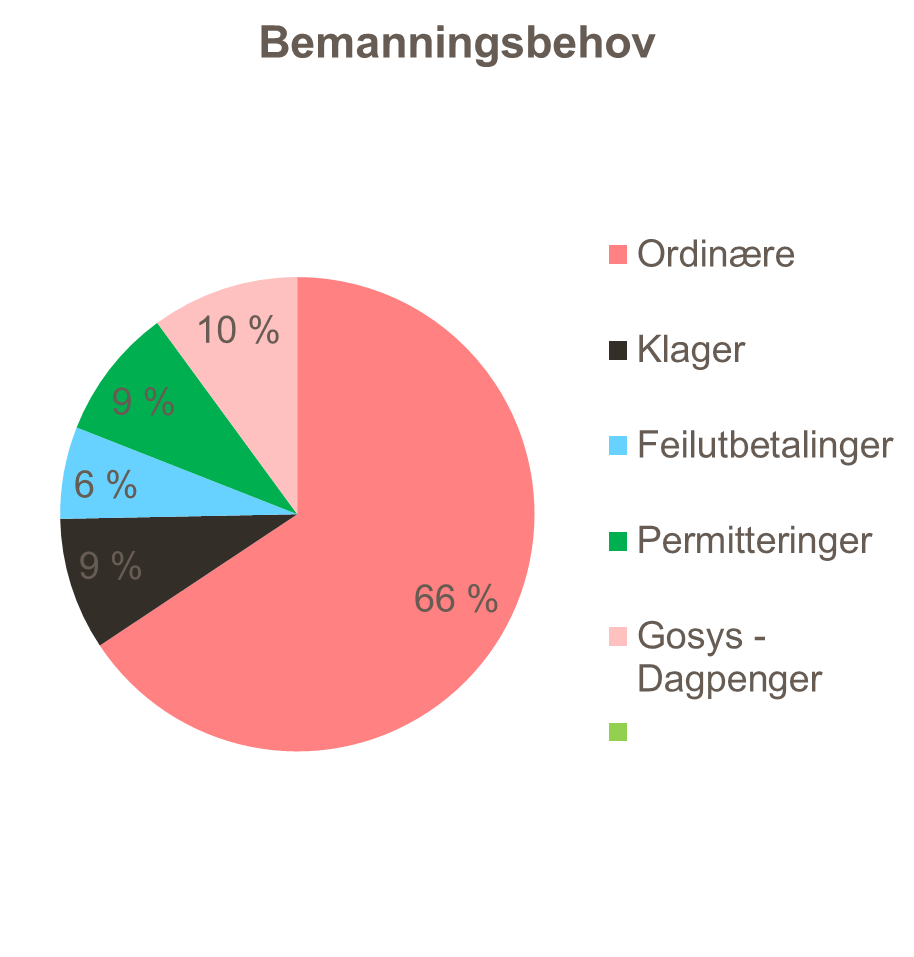 Bemanningsbehov
Ordinære
10 %
Klager
9 %
Feilutbetalinger
6 %
Permitteringer
9 %
66 %
Gosys -
Dagpenger